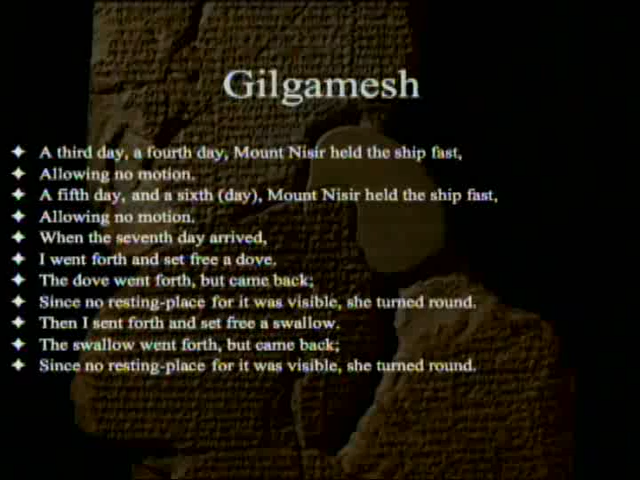 Gilgamesh
A third day, a fourth day, Mount Nisir held the ship fast,
Allowing no motion.
A fifth day, and a sixth (day), Mount Nisir held the ship fast,
Allowing no motion.
When the seventh day arrived,
I went forth and set free a dove.
The dove went forth, but came back;
Since no resting-place for it was visible, she turned round.
Then I sent forth and set free a swallow.
The swallow went forth, but came back;
Since no resting-place for it was visible, she turned round.